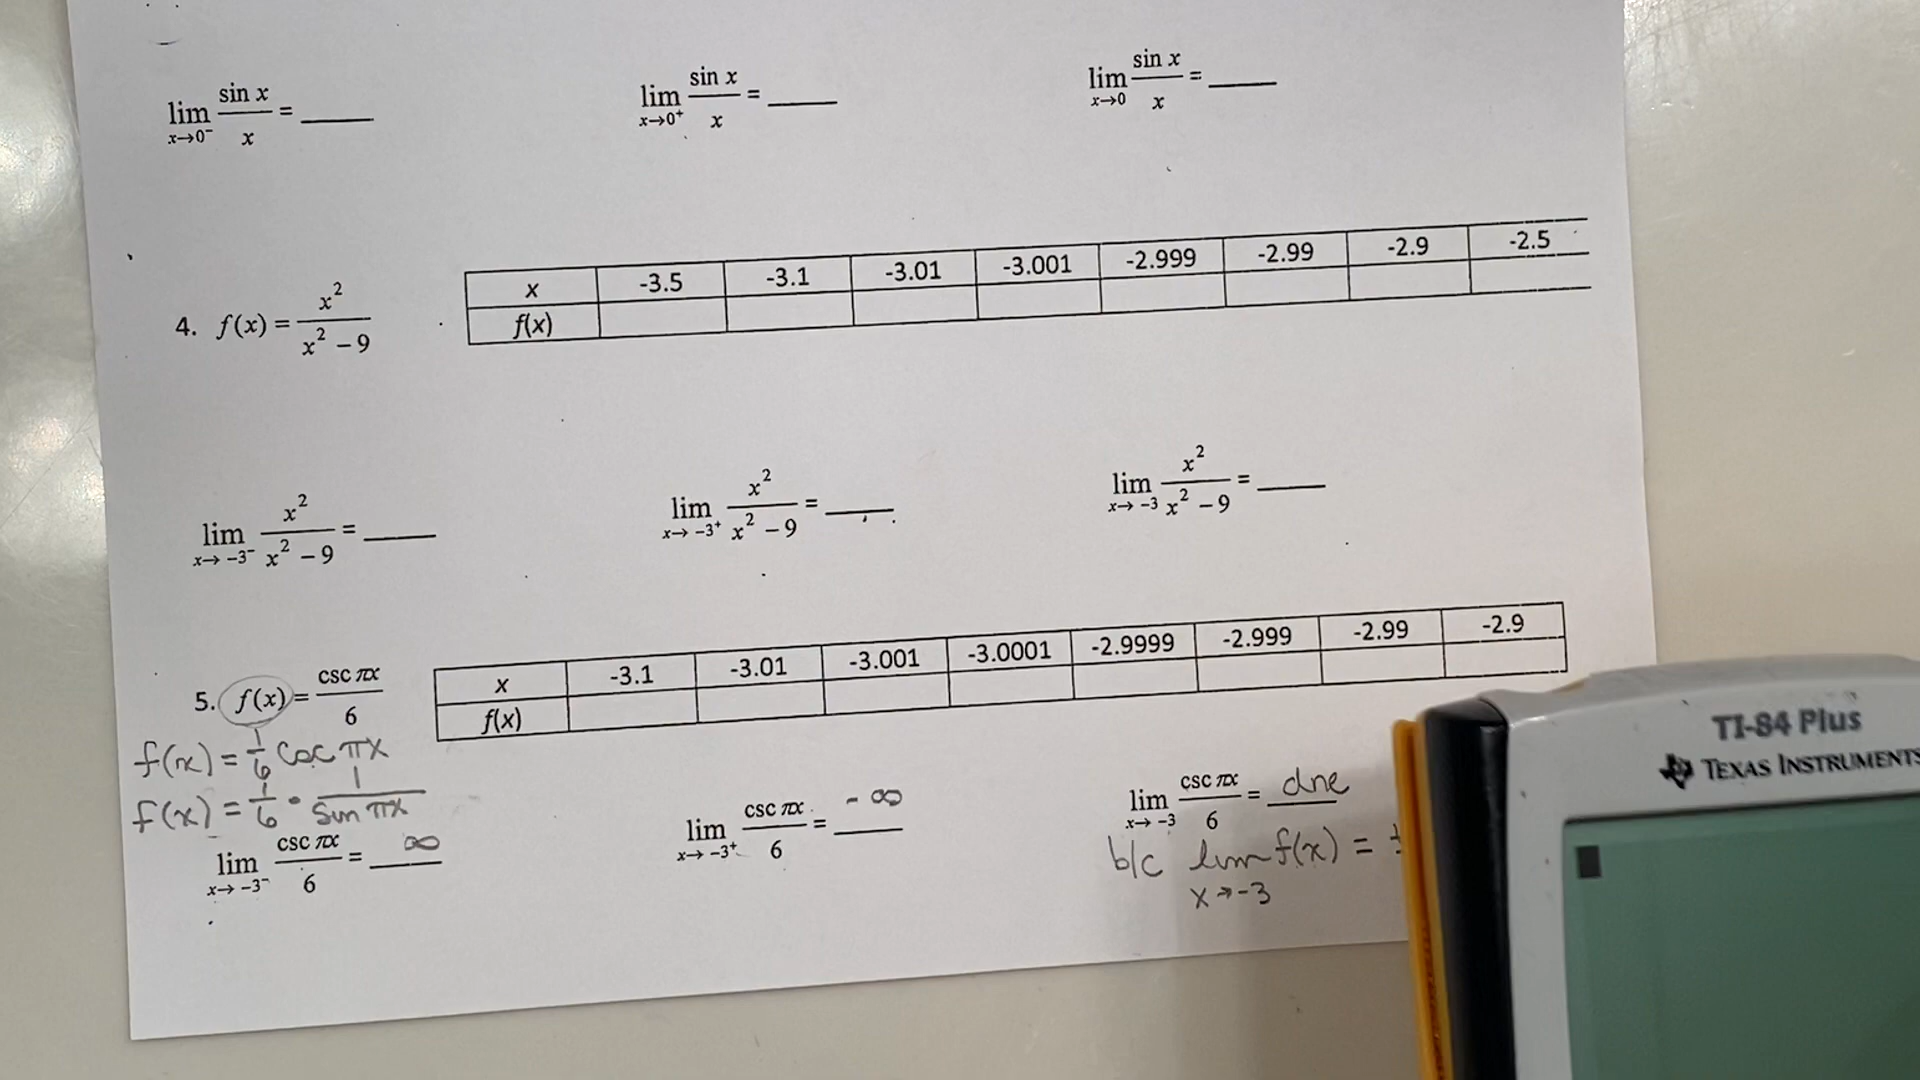 lim x→0⁻ sin x / x = ____ lim x→0⁺ sin x / x = ____ lim x→0 sin x / x = ____
4. f(x) = x² / x² − 9
x -3.5 -3.1 -3.01 -3.001 -2.999 -2.99 -2.9 -2.5
f(x)
lim x→ −3⁻ x² / x² − 9 = ____ lim x→ −3⁺ x² / x² − 9 = ____ lim x→ −3 x² / x² − 9 = ____
5. f(x) = csc πx / 6
x -3.1 -3.01 -3.001 -3.0001 -2.9999 -2.999 -2.99 -2.9
f(x)
f(x) = 1/6 csc πx
f(x) = 1/6 • 1 / sin πx
lim x→ −3⁻ csc πx / 6 = ∞ lim x→ −3⁺ csc πx / 6 = - ∞ lim x→ −3 csc πx / 6 = dne
b/c lim x→-3 f(x) = ±
TI-84 Plus
TEXAS INSTRUMENTS